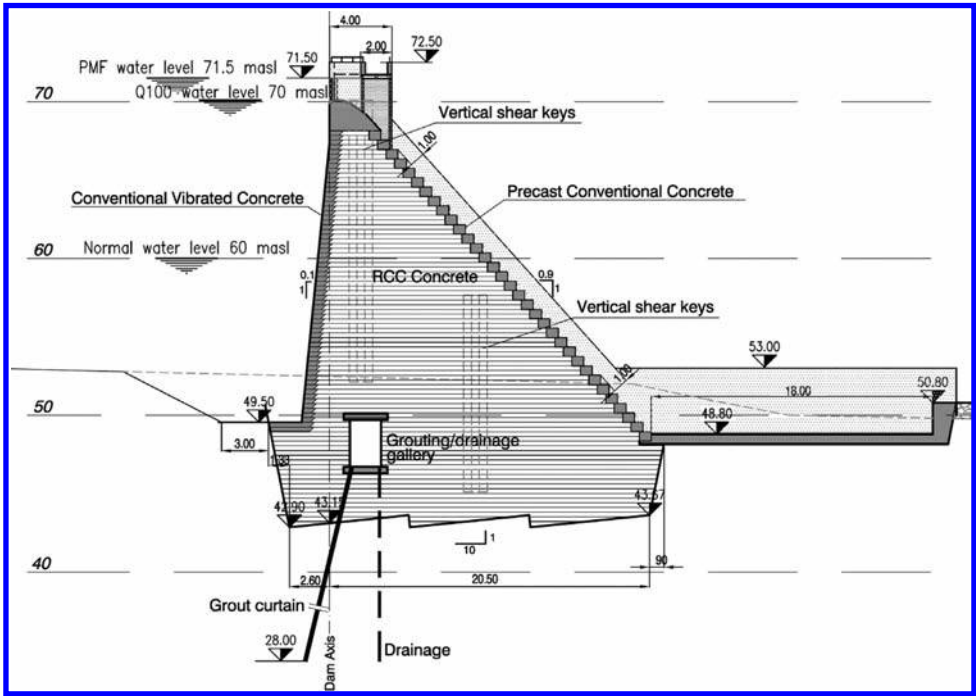 4.00
2.00
71.50
72.50
PMF water level 71.5 masl
Q100 water level 70 masl
70
Vertical shear keys
1.00
Conventional Vibrated Concrete
Precast Conventional Concrete
60
Normal water level 60 masl
0.1
1
RCC Concrete
0.9
1
Vertical shear keys
53.00
1.00
18.00
50.80
50
49.50
48.80
3.00
1.33
Grouting/drainage
gallery
42.90
43.15
43.67
10
1
90
40
2.60
20.50
Grout curtain
28.00
Drainage
Dam Axis